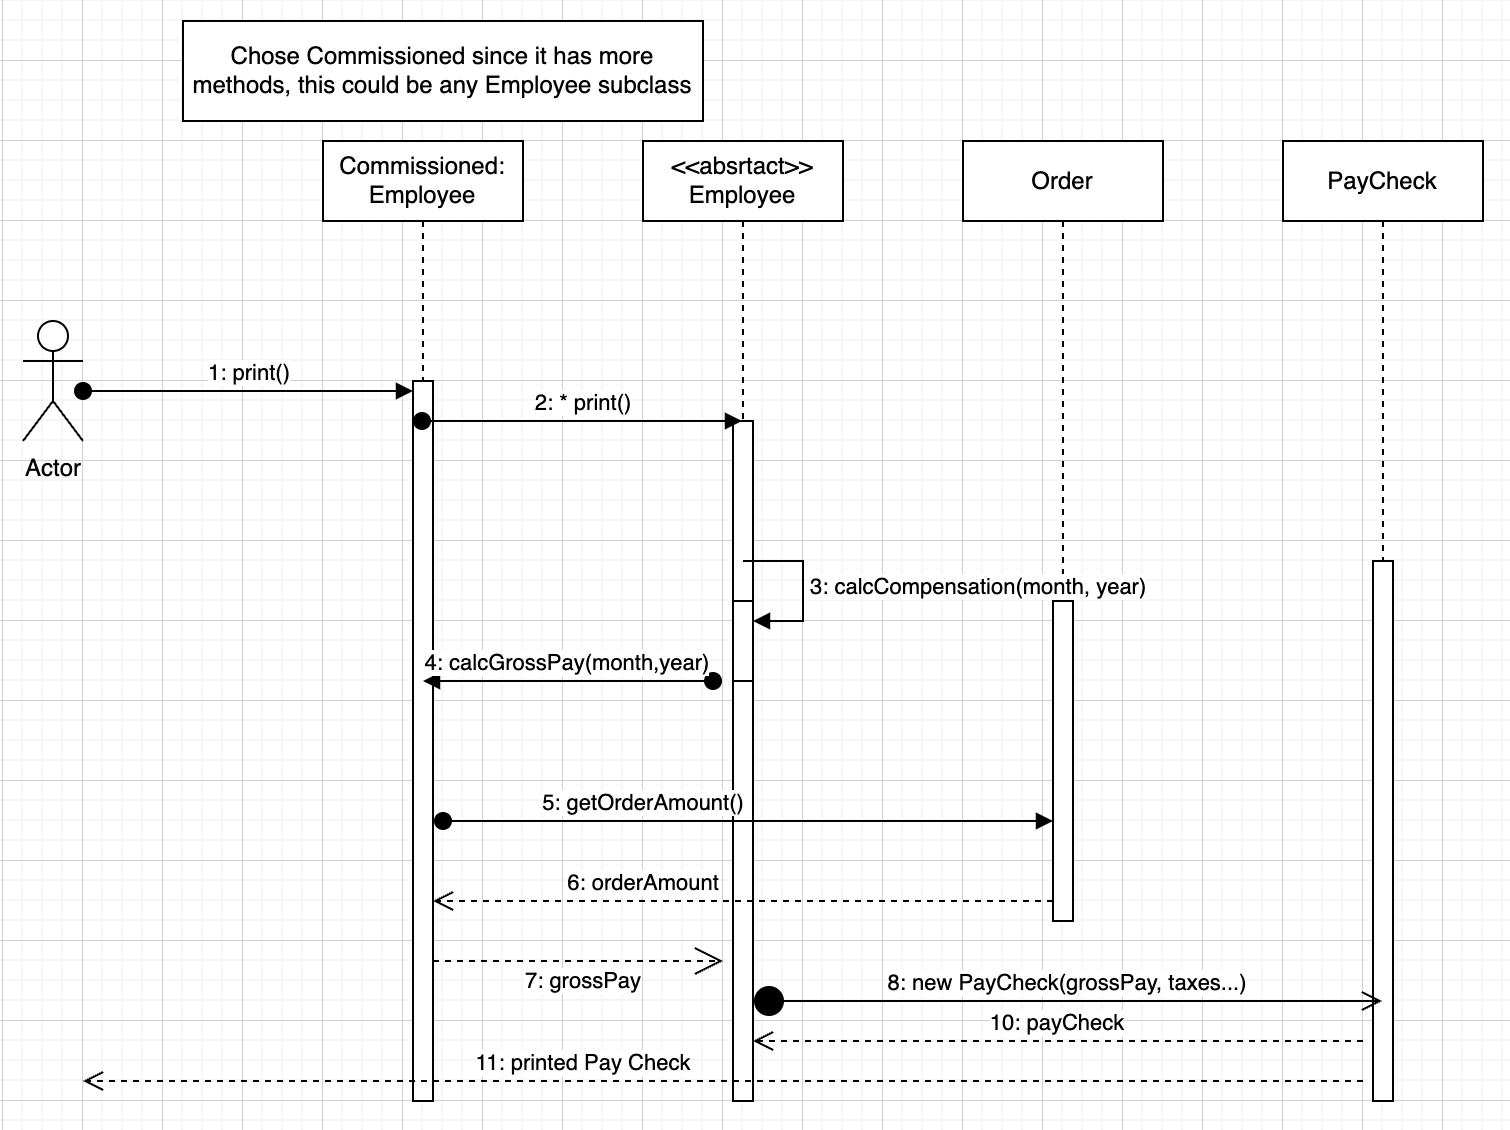 Chose Commissioned since it has more
methods, this could be any Employee subclass
Commissioned:
Employee
<<absrtact>>
Employee
Order
PayCheck
1: print()
2: * print()
Actor
3: calcCompensation(month, year)
4: calcGrossPay(month,year)
5: getOrderAmount()
6: orderAmount
7: grossPay
8: new PayCheck(grossPay, taxes...)
10: payCheck
11: printed Pay Check